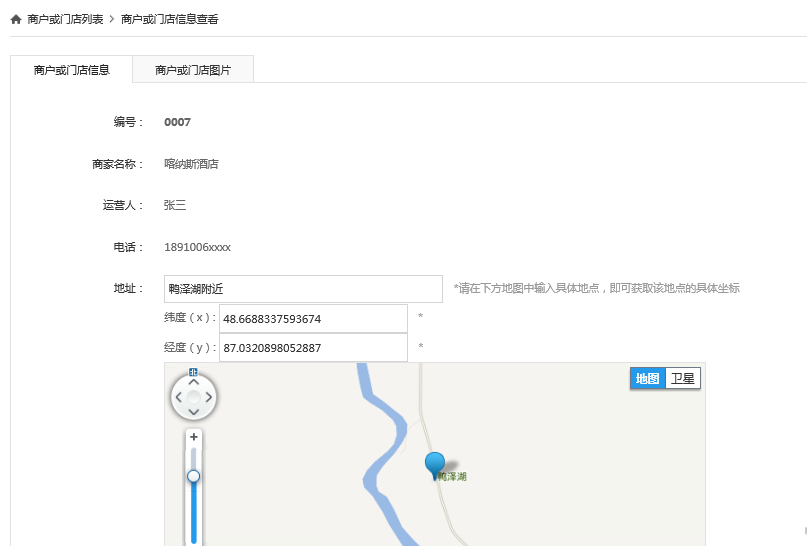 商户或门店列表 > 商户或门店信息查看
商户或门店信息 商户或门店图片
编号： 0007
商家名称： 喀纳斯酒店
运营人： 张三
电话： 1891006xxxx
地址： 鸭泽湖附近 *请在下方地图中输入具体地点，即可获取该地点的具体坐标
纬度（x）: 48.6688337593674 *
经度（y）: 87.0320898052887 *
北 地图 卫星
+
鸭泽湖